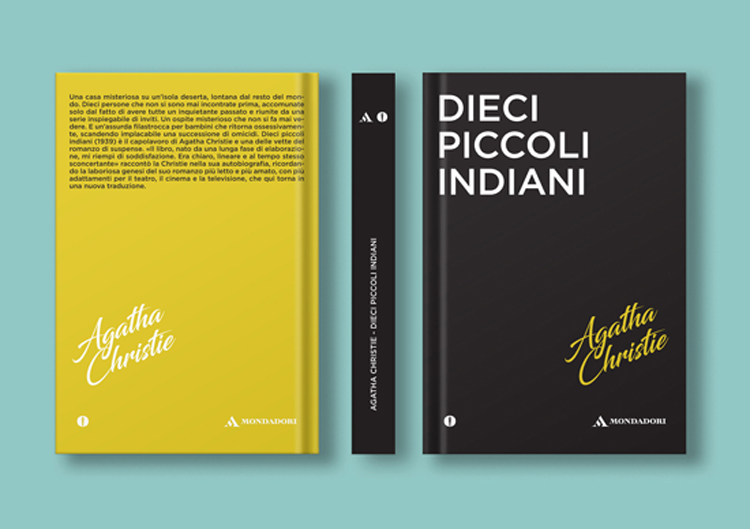 Una casa misteriosa su un'isola deserta, lontana dal resto del mon-
do. Dieci persone che non si sono mai incontrate prima, accomunate
solo dal fatto di avere tutte un inquietante passato e riunite da una
serie inspiegabile di inviti. Un ospite misterioso che non si fa mai ve-
dere. E un'assurda filastrocca per bambini che ritorna ossessivamen-
te, scandendo implacabile una successione di omicidi. Dieci piccoli
indiani (1939) è il capolavoro di Agatha Christie e una delle vette del
romanzo di suspense. «Il libro, nato da una lunga fase di elaborazio-
ne, mi riempì di soddisfazione. Era chiaro, lineare e al tempo stesso
sconcertante» raccontò la Christie nella sua autobiografia, ricordan-
do la laboriosa genesi del suo romanzo più letto e più amato, con più
adattamenti per il teatro, il cinema e la televisione, che qui torna in
una nuova traduzione.
Agatha
Christie
A MONDADORI
A
AGATHA CHRISTIE - DIECI PICCOLI INDIANI
DIECI
PICCOLI
INDIANI
Agatha
Christie
A MONDADORI